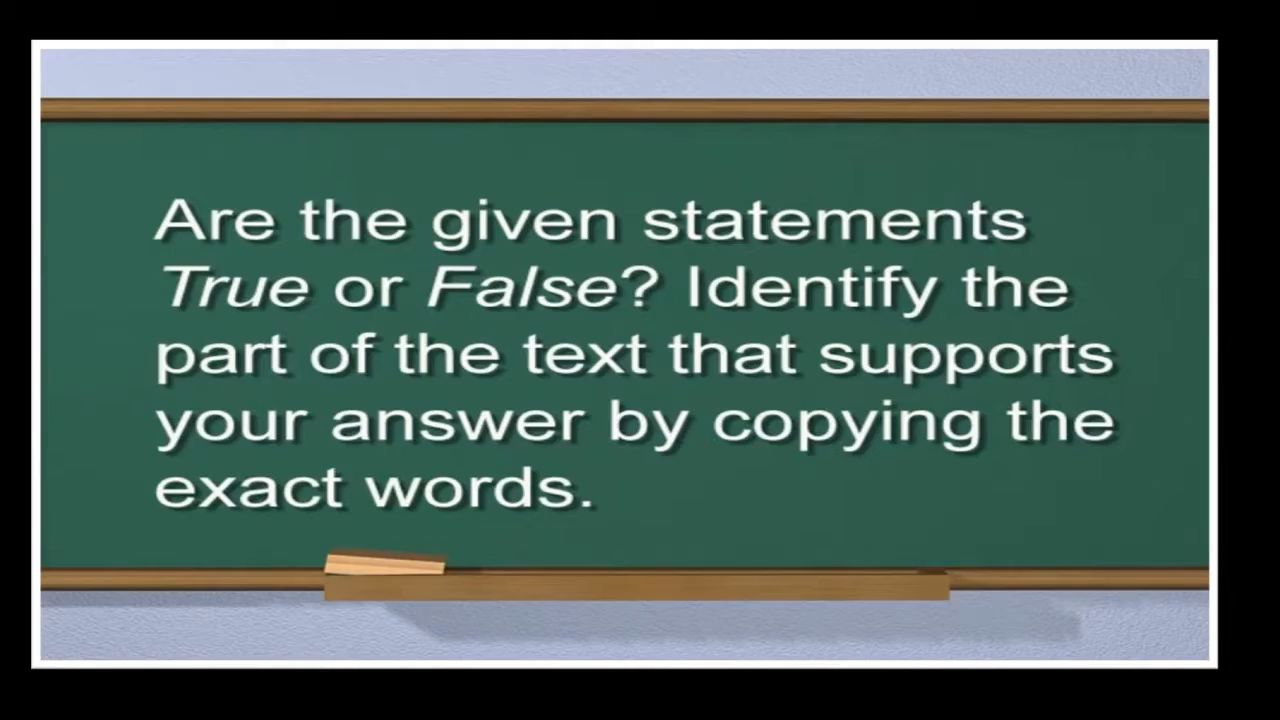 Are the given statements
True or False? Identify the
part of the text that supports
your answer by copying the
exact words.